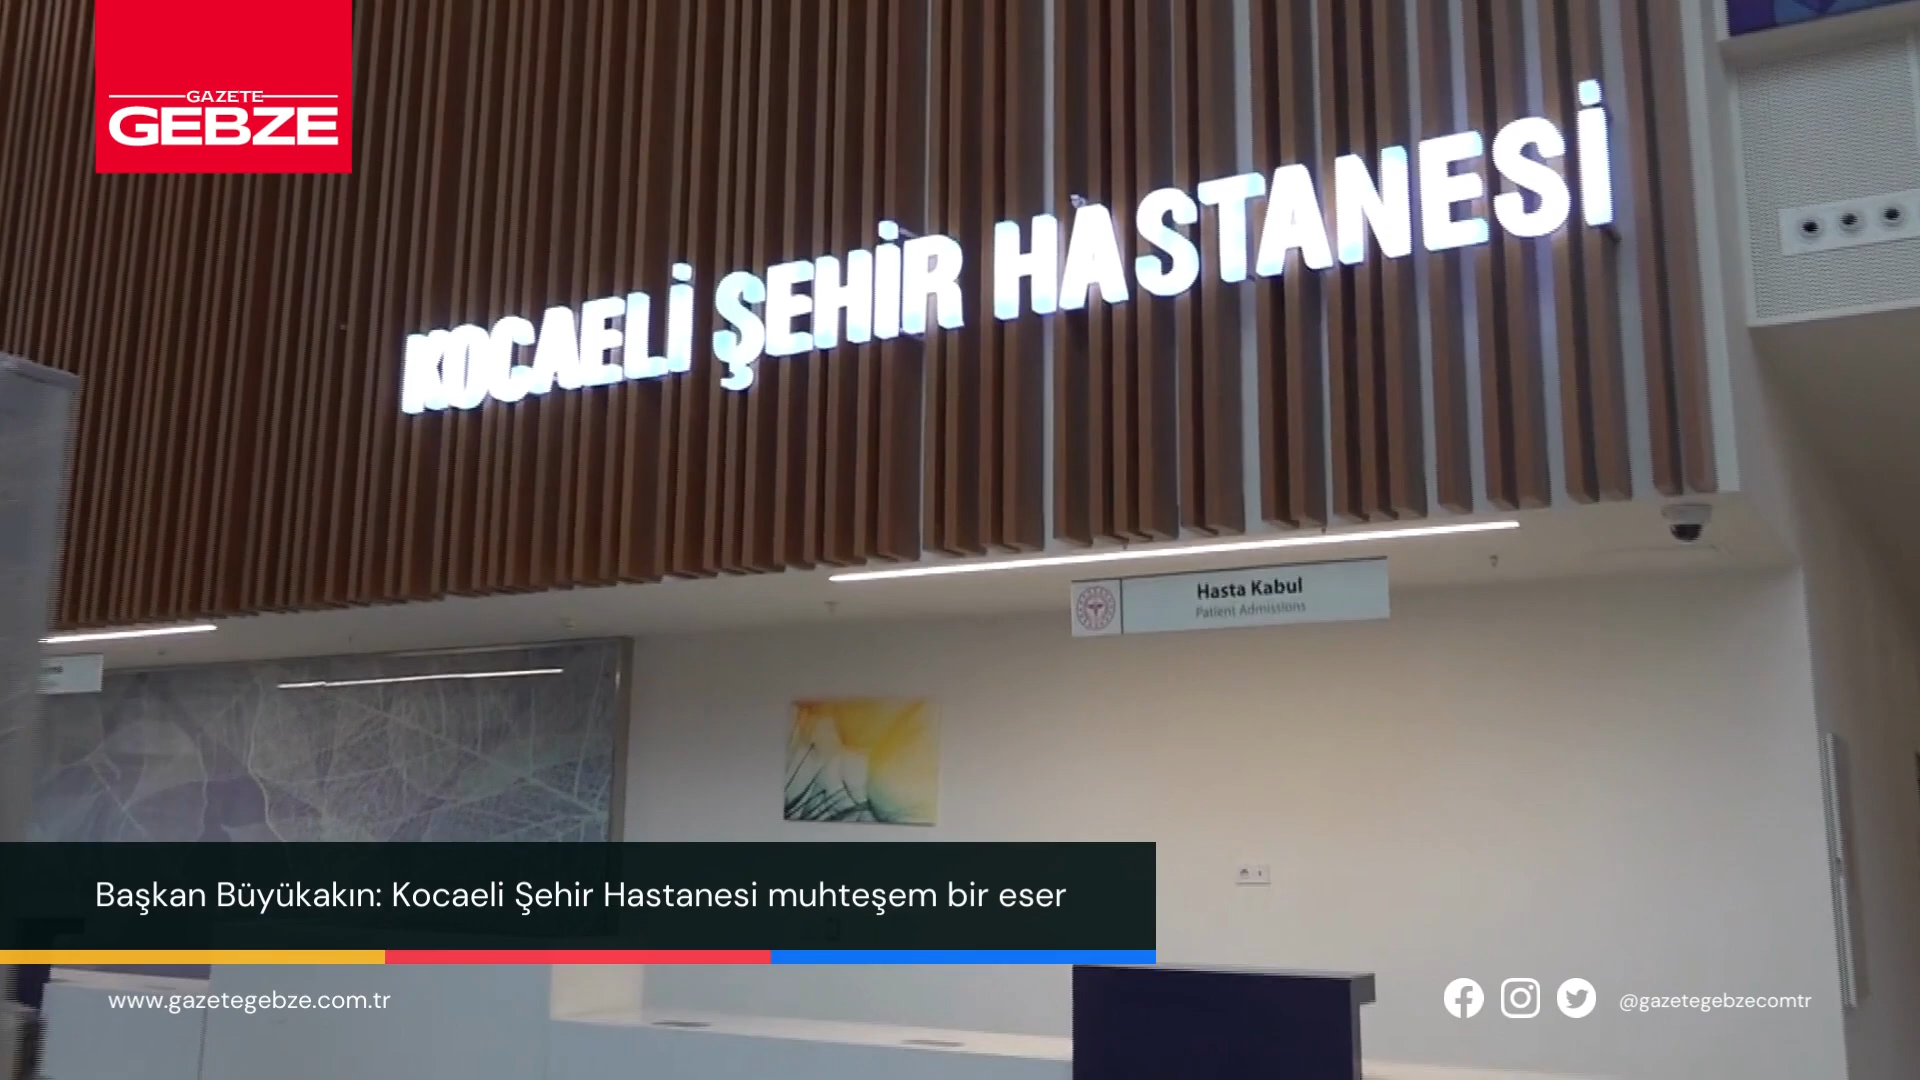 GAZETE
GEBZE
KOCAELİ ŞEHİR HASTANESİ
Hasta Kabul
Patient Admissions
Başkan Büyükakın: Kocaeli Şehir Hastanesi muhteşem bir eser
www.gazetegebze.com.tr
@gazetegebzecomtr